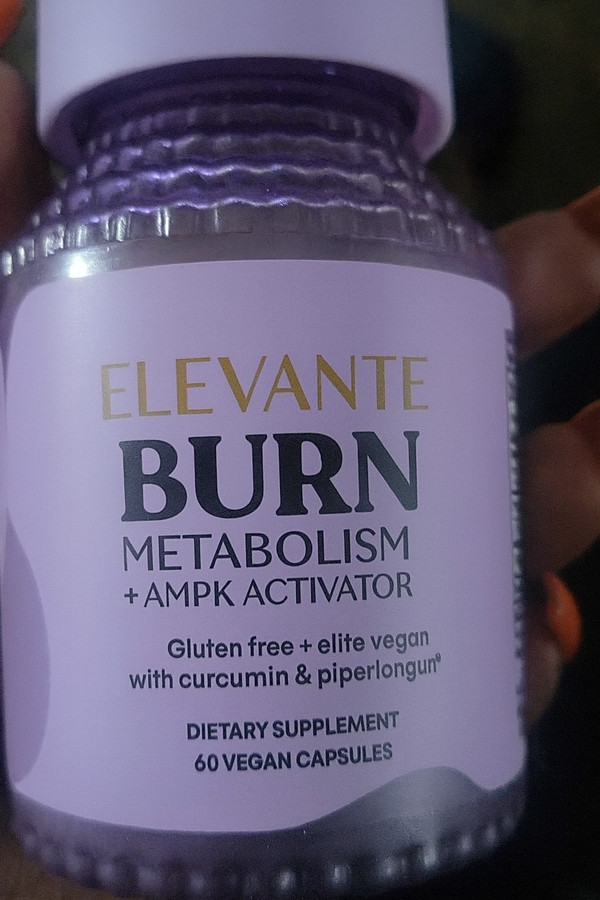 ELEVANTE
BURN
METABOLISM
+ AMPK ACTIVATOR
Gluten free + elite vegan
with curcumin & piperlongun®
DIETARY SUPPLEMENT
60 VEGAN CAPSULES